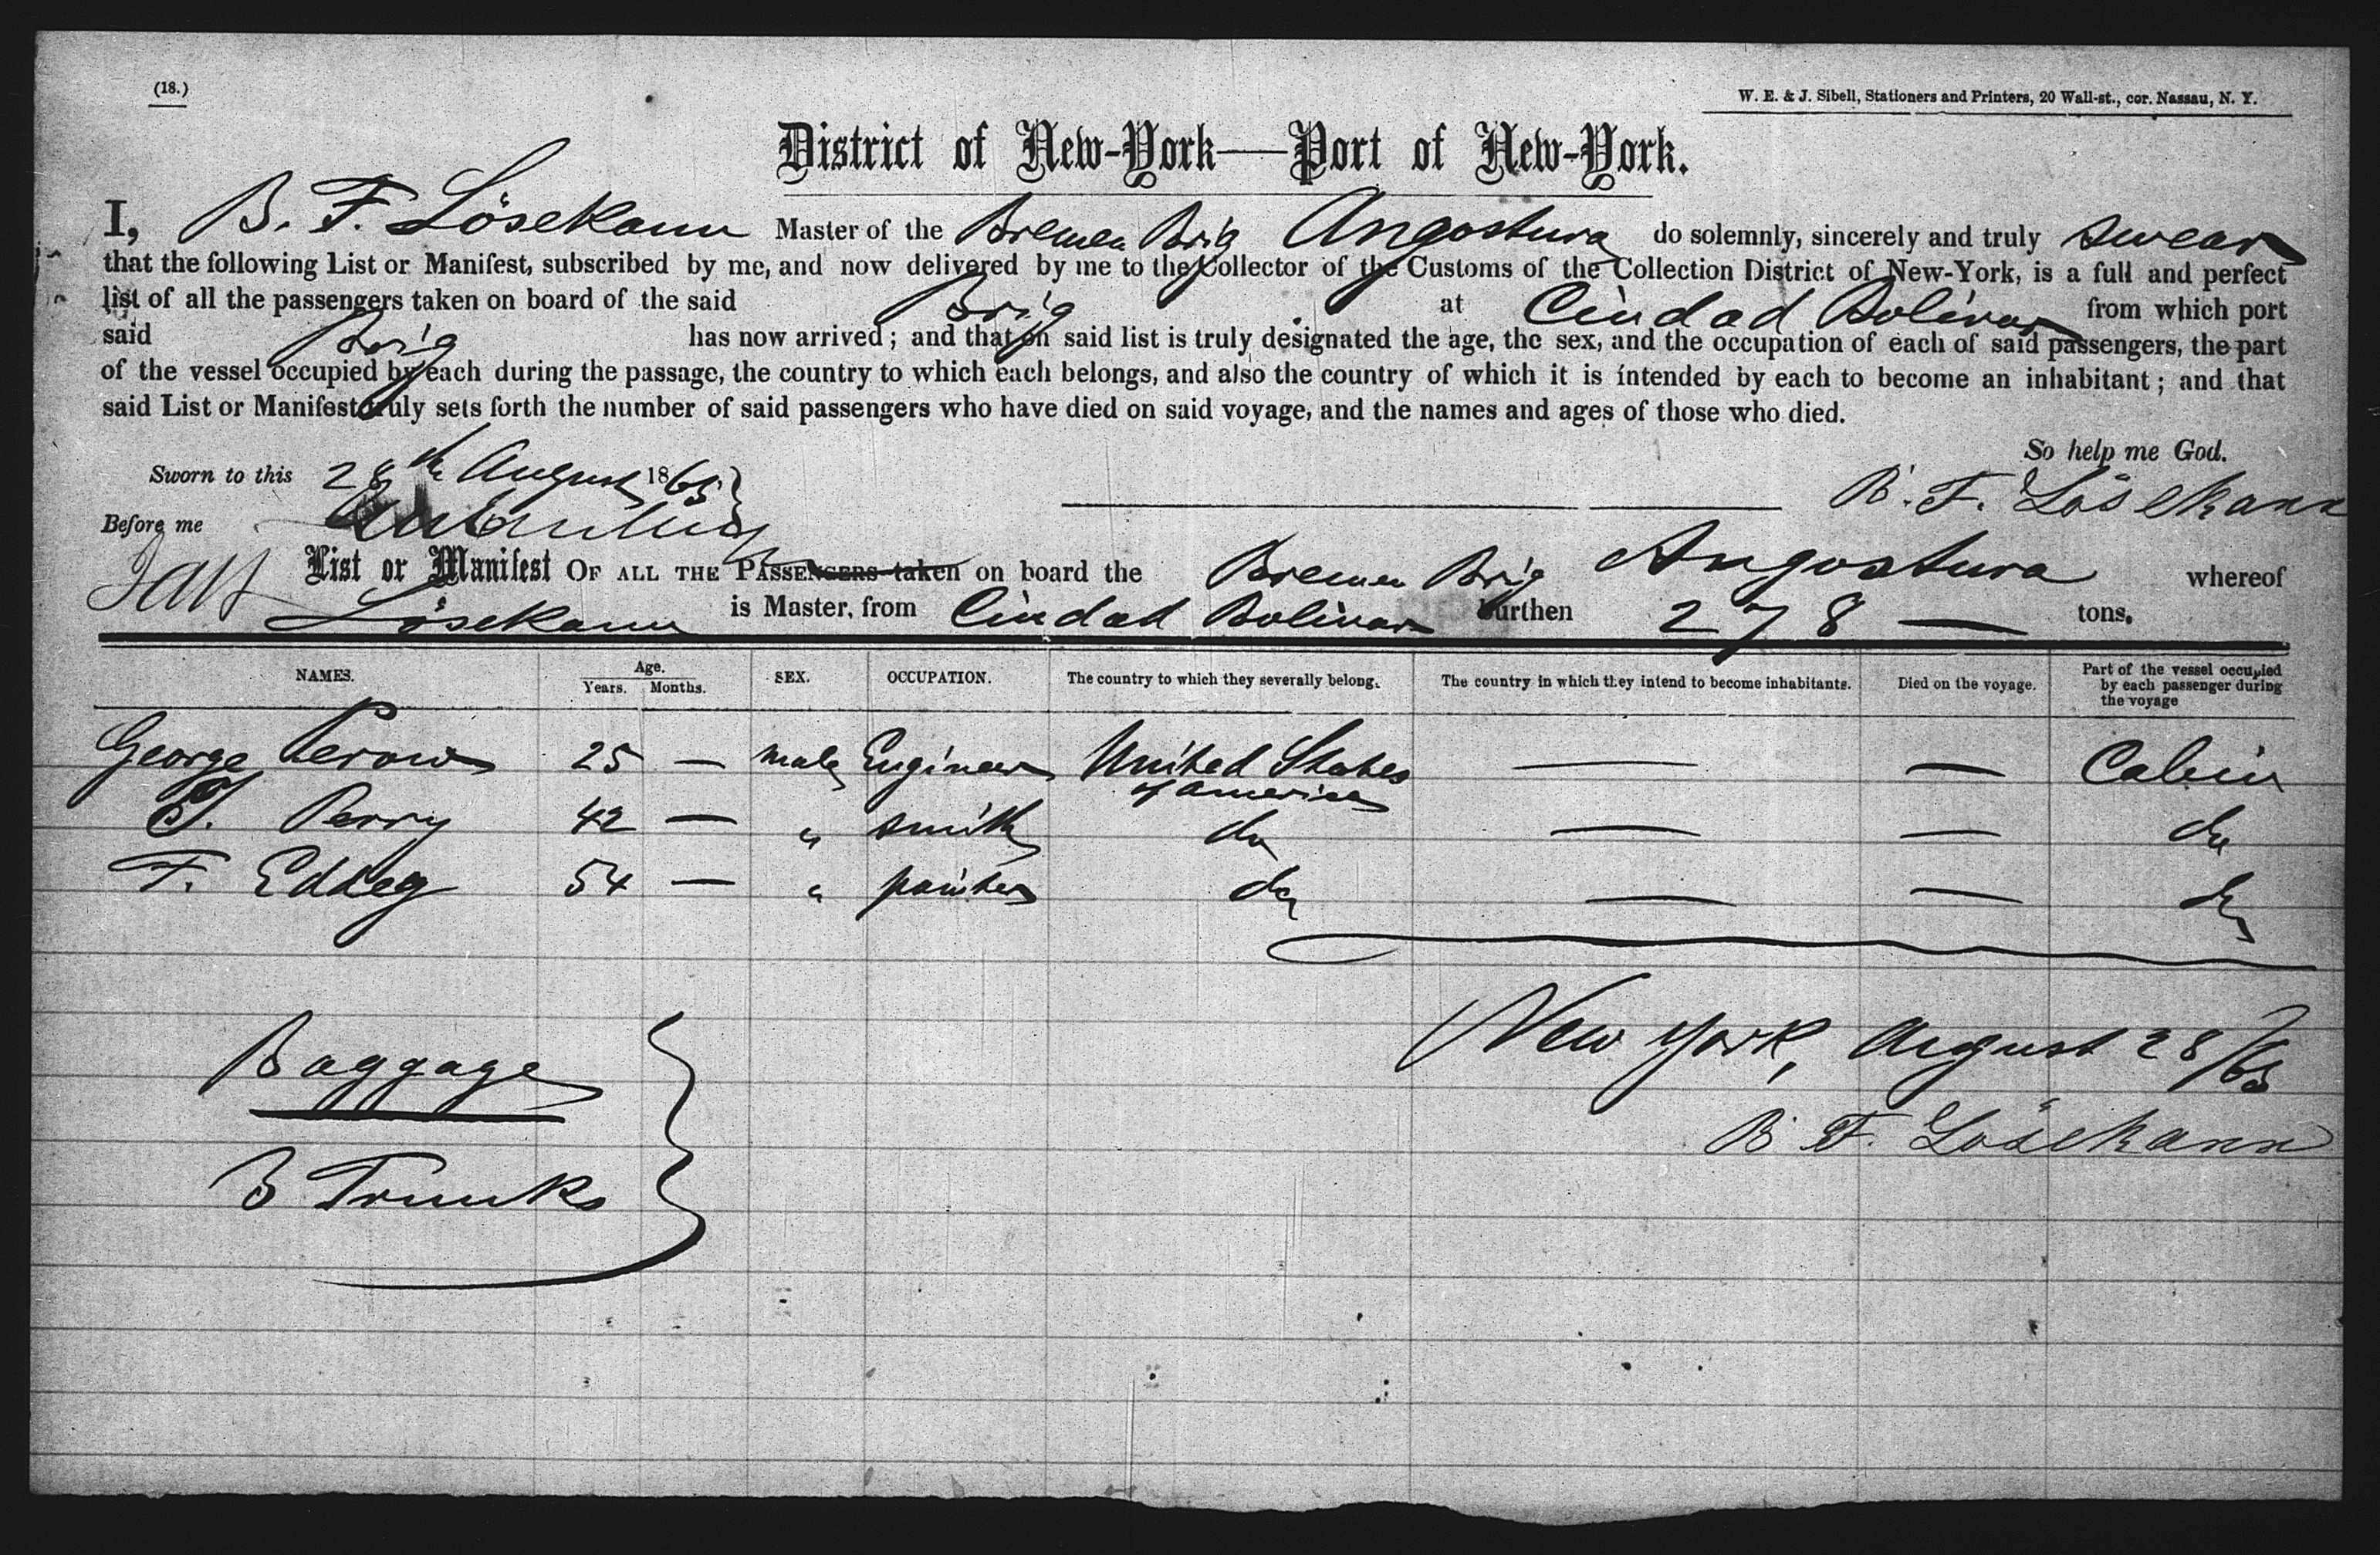 (18.)
W. E. & J. Sibell, Stationers and Printers, 20 Wall-st., cor. Nassau, N. Y.
District of New-York—Port of New-York.
I, B. F. Lösekann Master of the Bremen Brig Angostura do solemnly, sincerely and truly swear
that the following List or Manifest, subscribed by me, and now delivered by me to the Collector of the Customs of the Collection District of New-York, is a full and perfect
list of all the passengers taken on board of the said Brig at Ciudad Bolivar from which port
said Brig has now arrived; and that on said list is truly designated the age, the sex, and the occupation of each of said passengers, the part
of the vessel occupied by each during the passage, the country to which each belongs, and also the country of which it is intended by each to become an inhabitant; and that
said List or Manifest truly sets forth the number of said passengers who have died on said voyage, and the names and ages of those who died.
So help me God.
Sworn to this 28th August 1865
B. F. Lösekann
Before me
List or Manifest OF ALL THE PASSENGERS taken on board the Bremen Brig Angostura whereof
Lösekann is Master, from Ciudad Bolivar burthen 278 — tons.
NAMES. Age. Years. Months. SEX. OCCUPATION. The country to which they severally belong. The country in which they intend to become inhabitants. Died on the voyage. Part of the vessel occupied by each passenger during the voyage
George Perow 25 — male Engineer United States of America — — Cabin
T. Perry 42 — " smith do — — do
F. Eddey 54 — " painter do — — do
New York, August 28/65
B. F. Lösekann
Baggage
3 Trunks